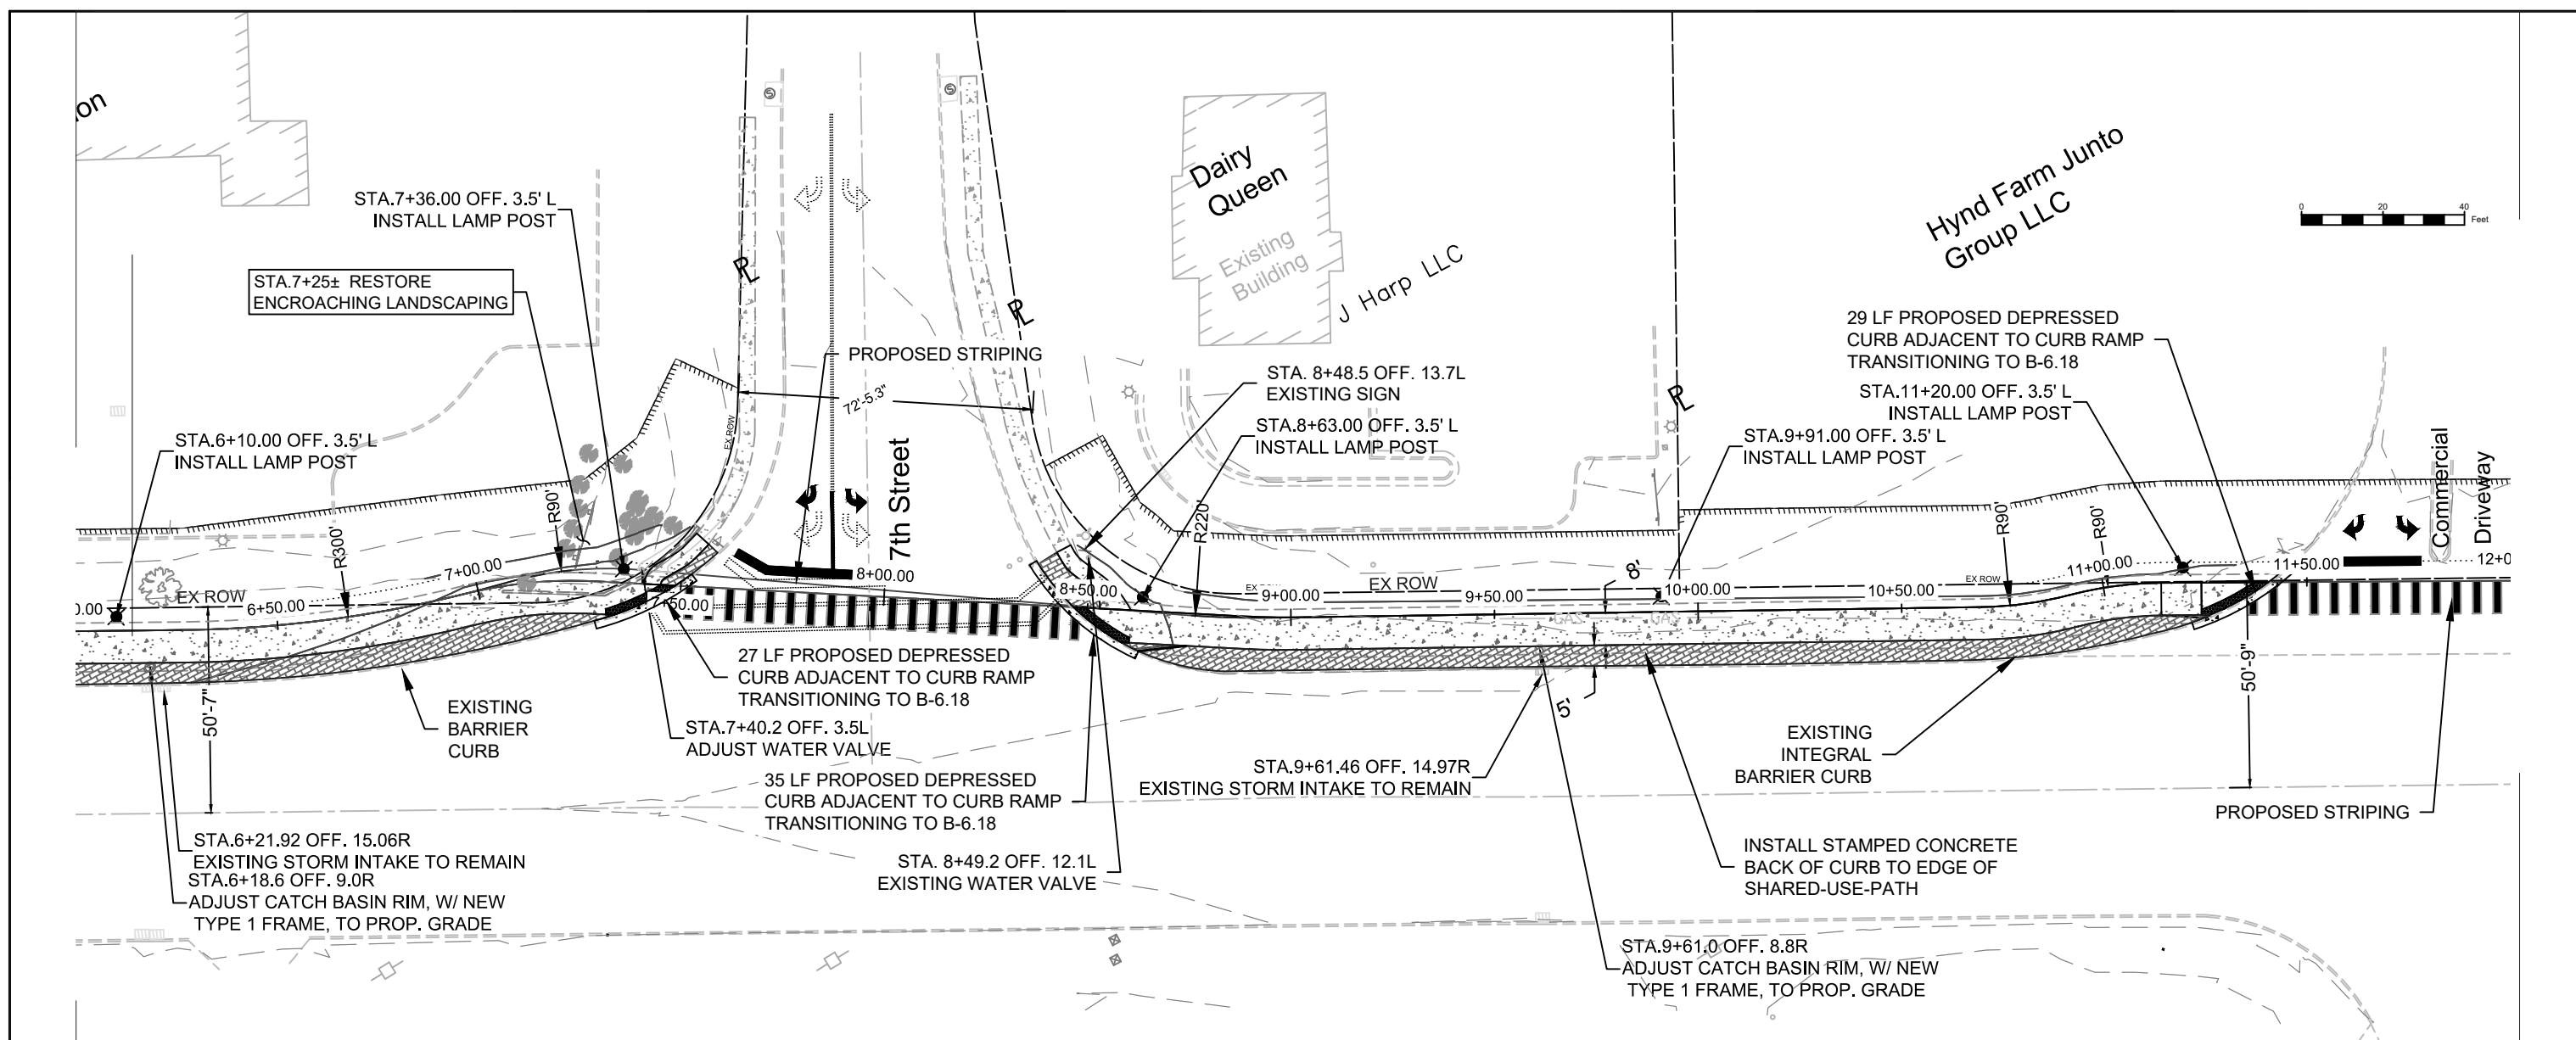 on
STA.7+36.00 OFF. 3.5' L
INSTALL LAMP POST
STA.7+25± RESTORE
ENCROACHING LANDSCAPING
STA.6+10.00 OFF. 3.5' L
INSTALL LAMP POST
PL
PL
PL
PROPOSED STRIPING
72'-5.3"
EX ROW
7th Street
Dairy
Queen
Existing
Building
J Harp LLC
Hynd Farm Junto
Group LLC
0 20 40
Feet
STA. 8+48.5 OFF. 13.7L
EXISTING SIGN
STA.8+63.00 OFF. 3.5' L
INSTALL LAMP POST
29 LF PROPOSED DEPRESSED
CURB ADJACENT TO CURB RAMP
TRANSITIONING TO B-6.18
STA.11+20.00 OFF. 3.5' L
INSTALL LAMP POST
STA.9+91.00 OFF. 3.5' L
INSTALL LAMP POST
Commercial
Driveway
R300'
R90'
R220'
R90'
R90'
0.00
EX ROW
6+50.00
7+00.00
+50.00
8+00.00
8+50.00
EX
9+00.00
EX ROW
9+50.00
10+00.00
10+50.00
EX ROW
11+00.00
11+50.00
12+0
GAS
GAS
8'
5'
50'-7"
50'-9"
EXISTING
BARRIER
CURB
27 LF PROPOSED DEPRESSED
CURB ADJACENT TO CURB RAMP
TRANSITIONING TO B-6.18
STA.7+40.2 OFF. 3.5L
ADJUST WATER VALVE
35 LF PROPOSED DEPRESSED
CURB ADJACENT TO CURB RAMP
TRANSITIONING TO B-6.18
STA. 8+49.2 OFF. 12.1L
EXISTING WATER VALVE
STA.9+61.46 OFF. 14.97R
EXISTING STORM INTAKE TO REMAIN
EXISTING
INTEGRAL
BARRIER CURB
PROPOSED STRIPING
STA.6+21.92 OFF. 15.06R
EXISTING STORM INTAKE TO REMAIN
STA.6+18.6 OFF. 9.0R
ADJUST CATCH BASIN RIM, W/ NEW
TYPE 1 FRAME, TO PROP. GRADE
INSTALL STAMPED CONCRETE
BACK OF CURB TO EDGE OF
SHARED-USE-PATH
STA.9+61.0 OFF. 8.8R
ADJUST CATCH BASIN RIM, W/ NEW
TYPE 1 FRAME, TO PROP. GRADE